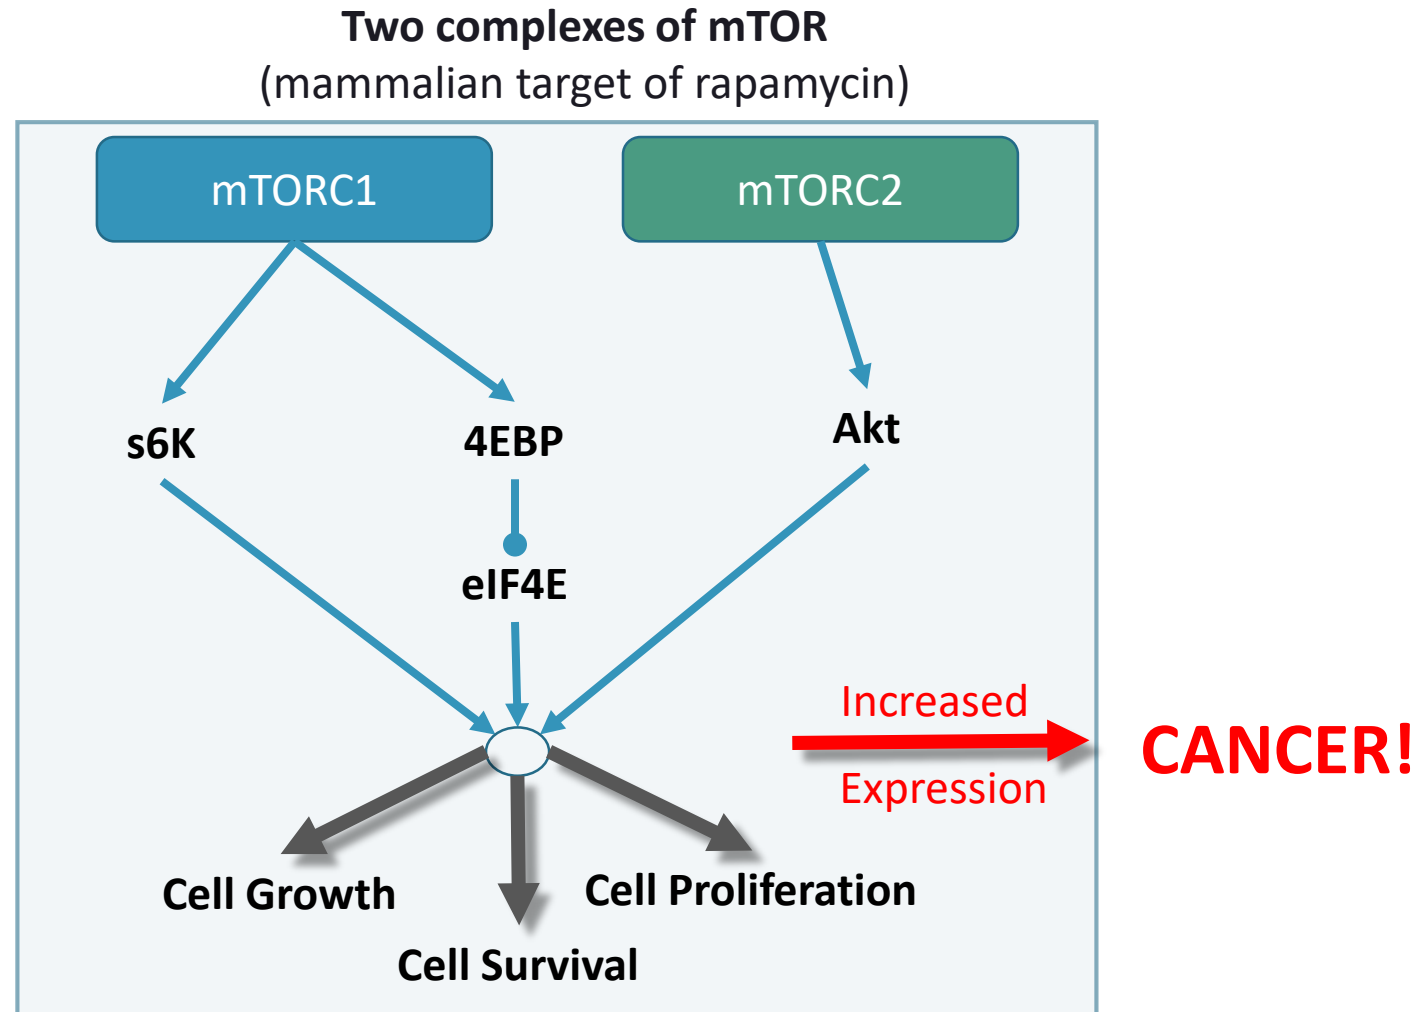 Two complexes of mTOR
(mammalian target of rapamycin)
mTORC1
mTORC2
s6K
4EBP
Akt
eIF4E
Increased
Expression
CANCER!
Cell Growth
Cell Proliferation
Cell Survival